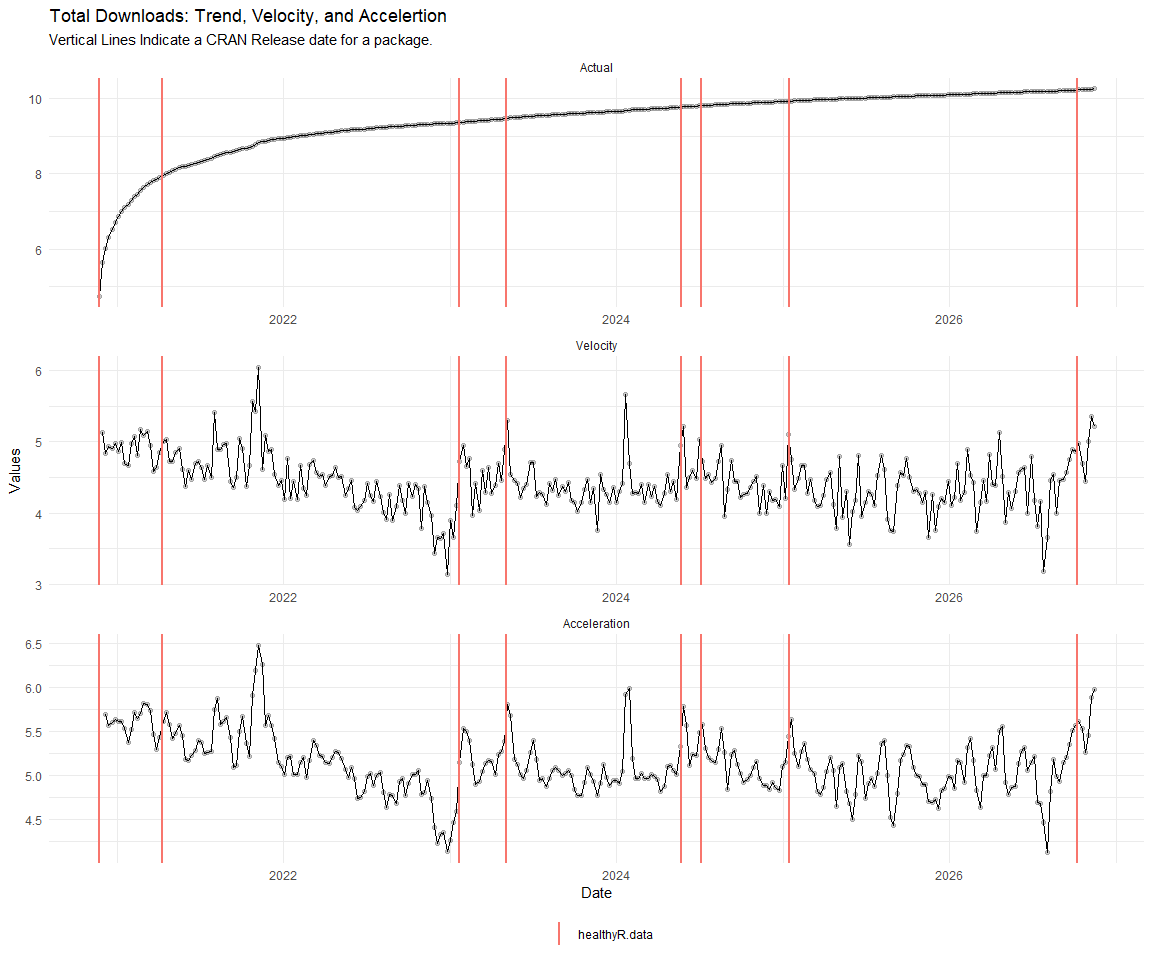 Total Downloads: Trend, Velocity, and Accelertion
Vertical Lines Indicate a CRAN Release date for a package.
Actual
10
8
6
2022
2024
2026
Velocity
6
5
4
3
2022
2024
2026
Acceleration
6.5
6.0
5.5
5.0
4.5
2022
2024
2026
Values
Date
healthyR.data